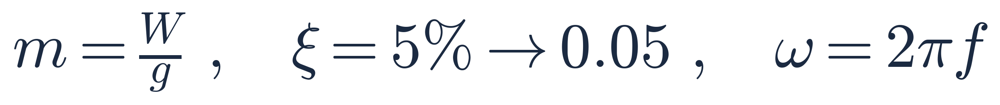 m = W/g , ξ = 5% → 0.05 , ω = 2πf